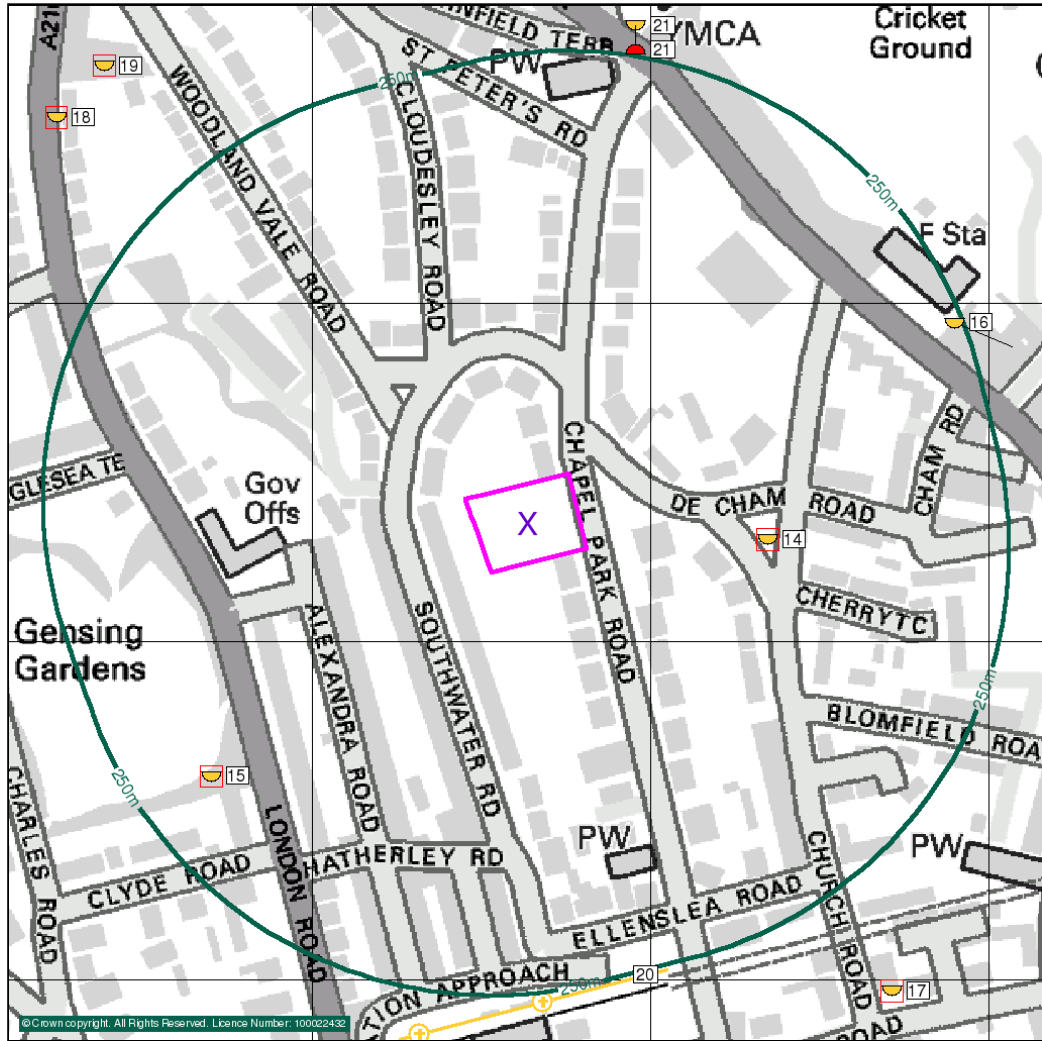 A21
INFIELD TERR
21
21
YMCA
Cricket
Ground
PW
ST PETER'S RD
19
18
WOODLAND VALE ROAD
CLOUDESLEY ROAD
250m
250m
F Sta
16
CHAPEL PARK ROAD
GLESEA TE
Gov
Offs
X
DE CHAM ROAD
CHAM RD
14
CHERRYTC
Gensing
Gardens
ALEXANDRA ROAD
SOUTHWATER RD
250m
BLOMFIELD ROA
250m
15
CHARLES ROAD
LONDON ROAD
CLYDE ROAD
HATHERLEY RD
PW
PW
ELLENSLEA ROAD
CHURCH ROAD
TION APPROACH
250m
20
17
ROAD
© Crown copyright. All Rights Reserved. Licence Number: 100022432